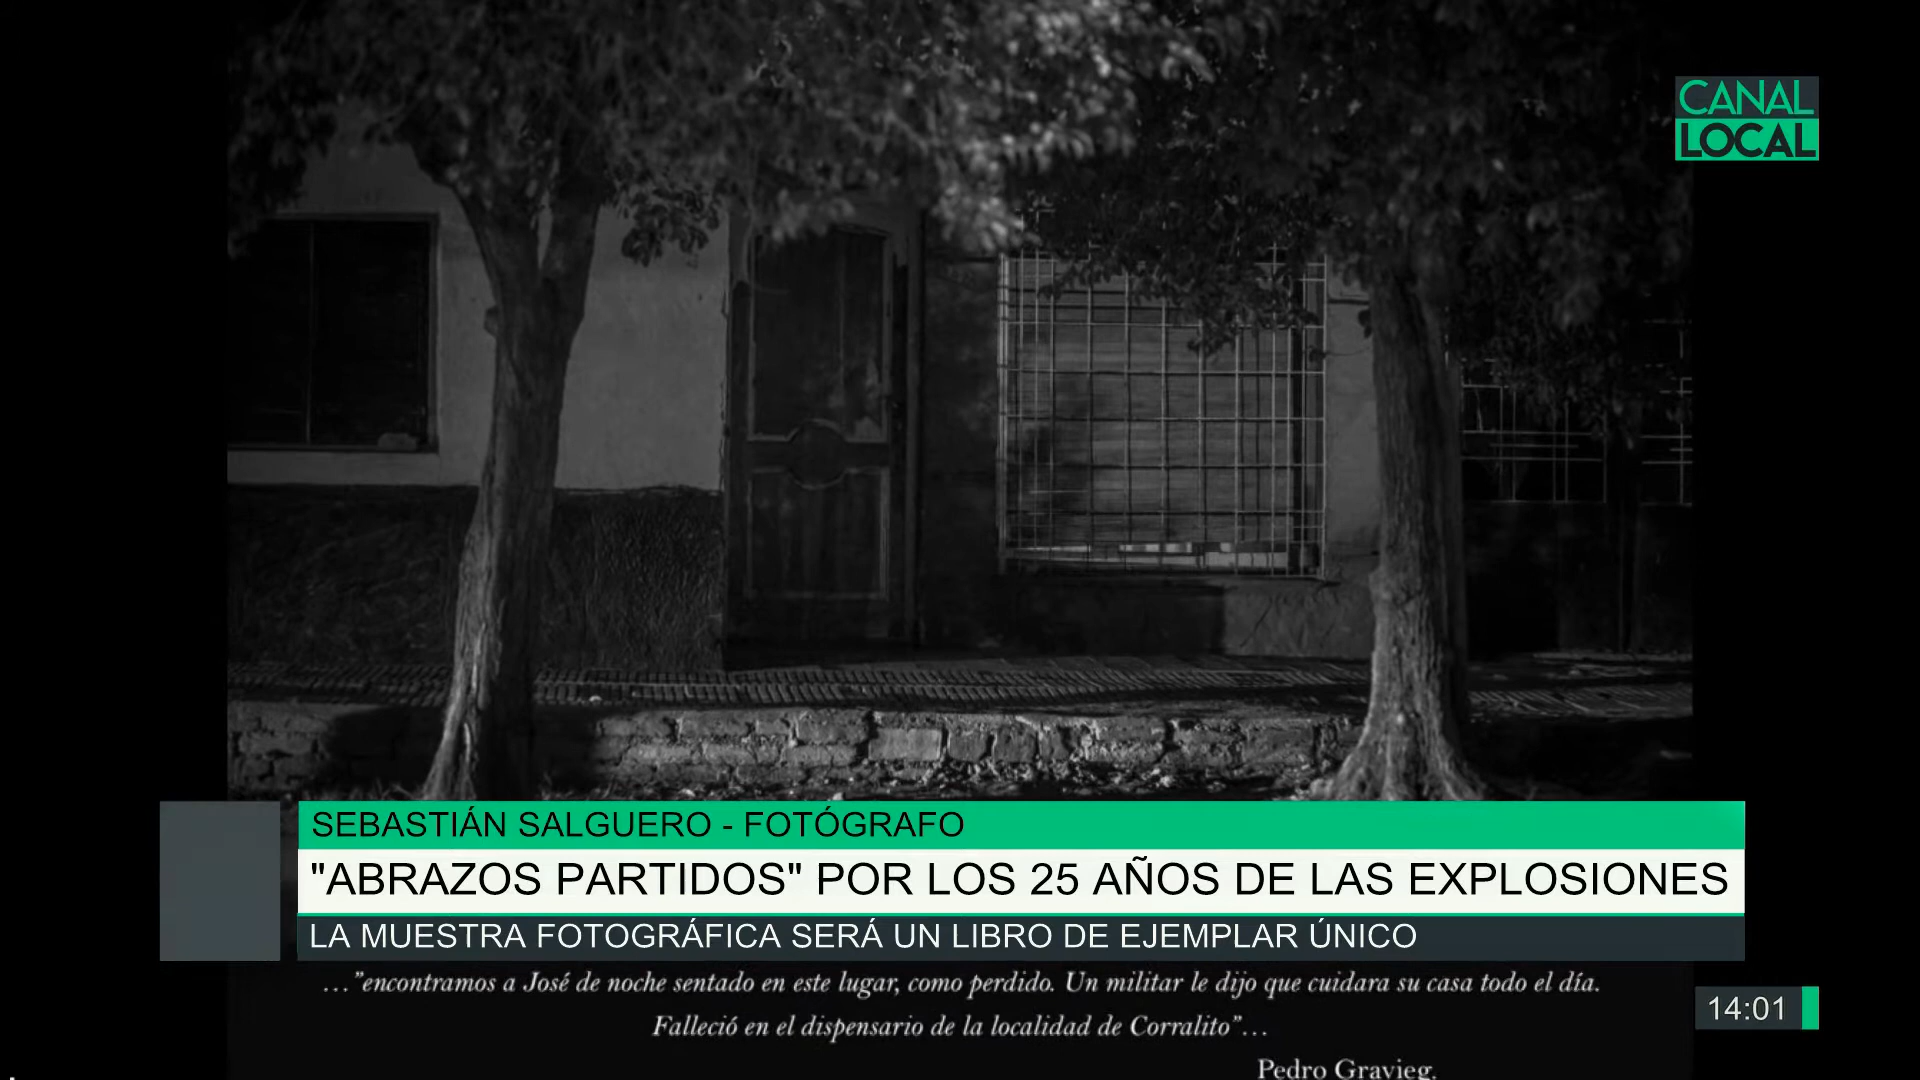 CANAL
LOCAL
SEBASTIÁN SALGUERO - FOTÓGRAFO
"ABRAZOS PARTIDOS" POR LOS 25 AÑOS DE LAS EXPLOSIONES
LA MUESTRA FOTOGRÁFICA SERÁ UN LIBRO DE EJEMPLAR ÚNICO
…"encontramos a José de noche sentado en este lugar, como perdido. Un militar le dijo que cuidara su casa todo el día.
Falleció en el dispensario de la localidad de Corralito"…
14:01
Pedro Gravieg.